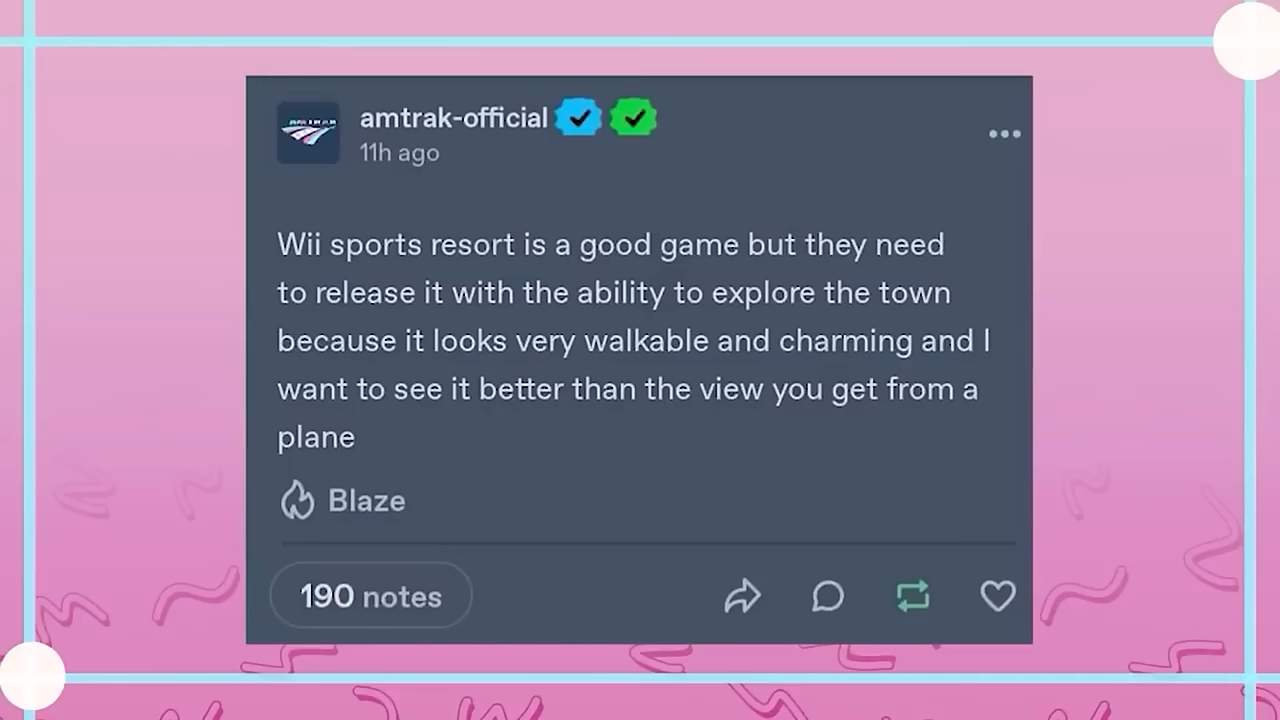 amtrak-official
11h ago
Wii sports resort is a good game but they need
to release it with the ability to explore the town
because it looks very walkable and charming and I
want to see it better than the view you get from a
plane
Blaze
190 notes